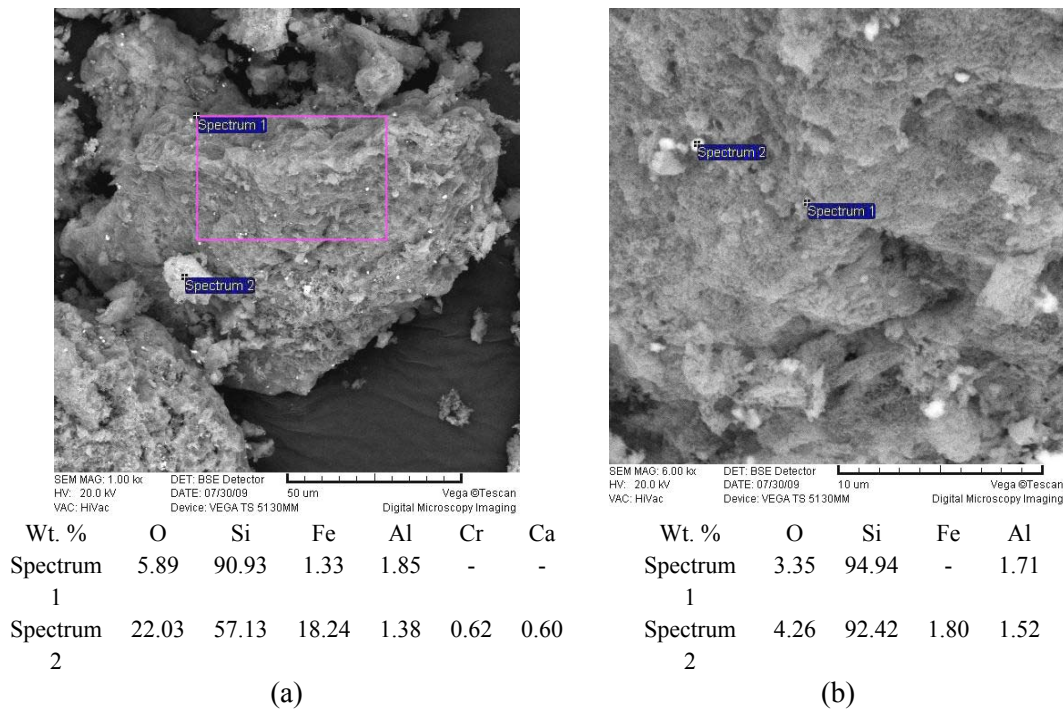 Spectrum 1
Spectrum 2
SEM MAG: 1.00 kx DET: BSE Detector
HV: 20.0 kV DATE: 07/30/09 50 um Vega ©Tescan
VAC: HiVac Device: VEGA TS 5130MM Digital Microscopy Imaging
Wt. % O Si Fe Al Cr Ca
Spectrum 5.89 90.93 1.33 1.85 - -
1
Spectrum 22.03 57.13 18.24 1.38 0.62 0.60
2
(a)
Spectrum 2
Spectrum 1
SEM MAG: 6.00 kx DET: BSE Detector
HV: 20.0 kV DATE: 07/30/09 10 um Vega ©Tescan
VAC: HiVac Device: VEGA TS 5130MM Digital Microscopy Imaging
Wt. % O Si Fe Al
Spectrum 3.35 94.94 - 1.71
1
Spectrum 4.26 92.42 1.80 1.52
2
(b)